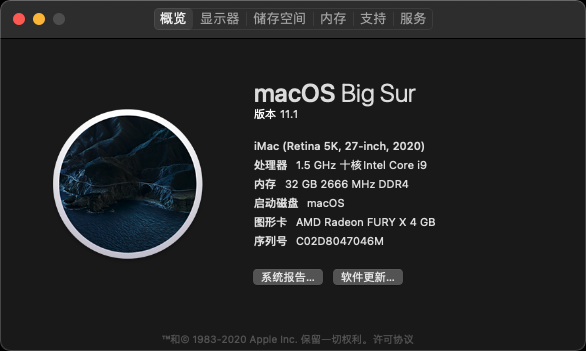 概览 显示器 储存空间 内存 支持 服务
macOS Big Sur
版本 11.1
iMac (Retina 5K, 27-inch, 2020)
处理器 1.5 GHz 十核Intel Core i9
内存 32 GB 2666 MHz DDR4
启动磁盘 macOS
图形卡 AMD Radeon FURY X 4 GB
序列号 C02D8047046M
系统报告... 软件更新...
™和© 1983-2020 Apple Inc. 保留一切权利。许可协议